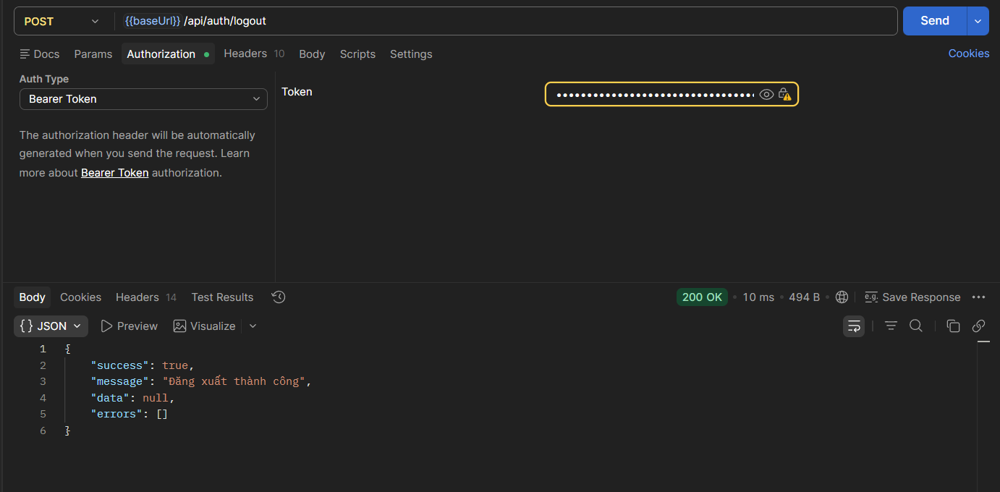 POST {{baseUrl}} /api/auth/logout Send
Docs Params Authorization Headers 10 Body Scripts Settings Cookies
Auth Type
Bearer Token
Token
The authorization header will be automatically
generated when you send the request. Learn
more about Bearer Token authorization.
Body Cookies Headers 14 Test Results 200 OK • 10 ms • 494 B • e.g. Save Response
{} JSON Preview Visualize
1 {
2 "success": true,
3 "message": "Đăng xuất thành công",
4 "data": null,
5 "errors": []
6 }